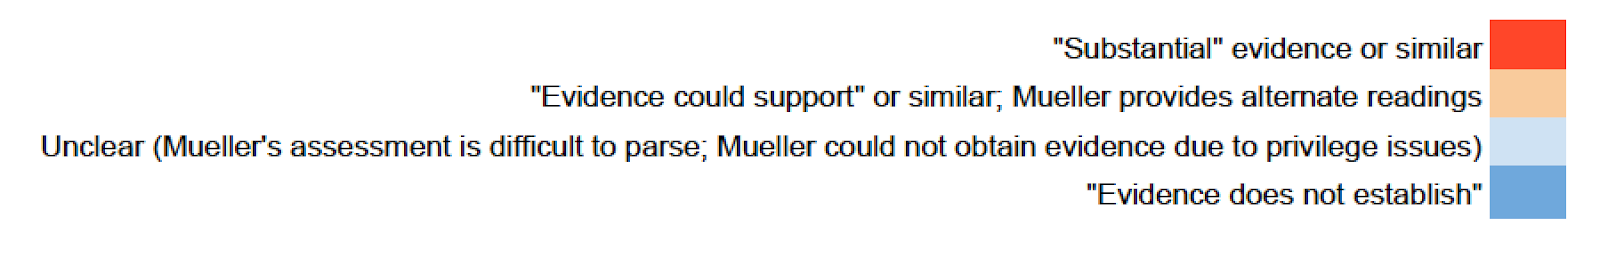 "Substantial" evidence or similar
"Evidence could support" or similar; Mueller provides alternate readings
Unclear (Mueller's assessment is difficult to parse; Mueller could not obtain evidence due to privilege issues)
"Evidence does not establish"